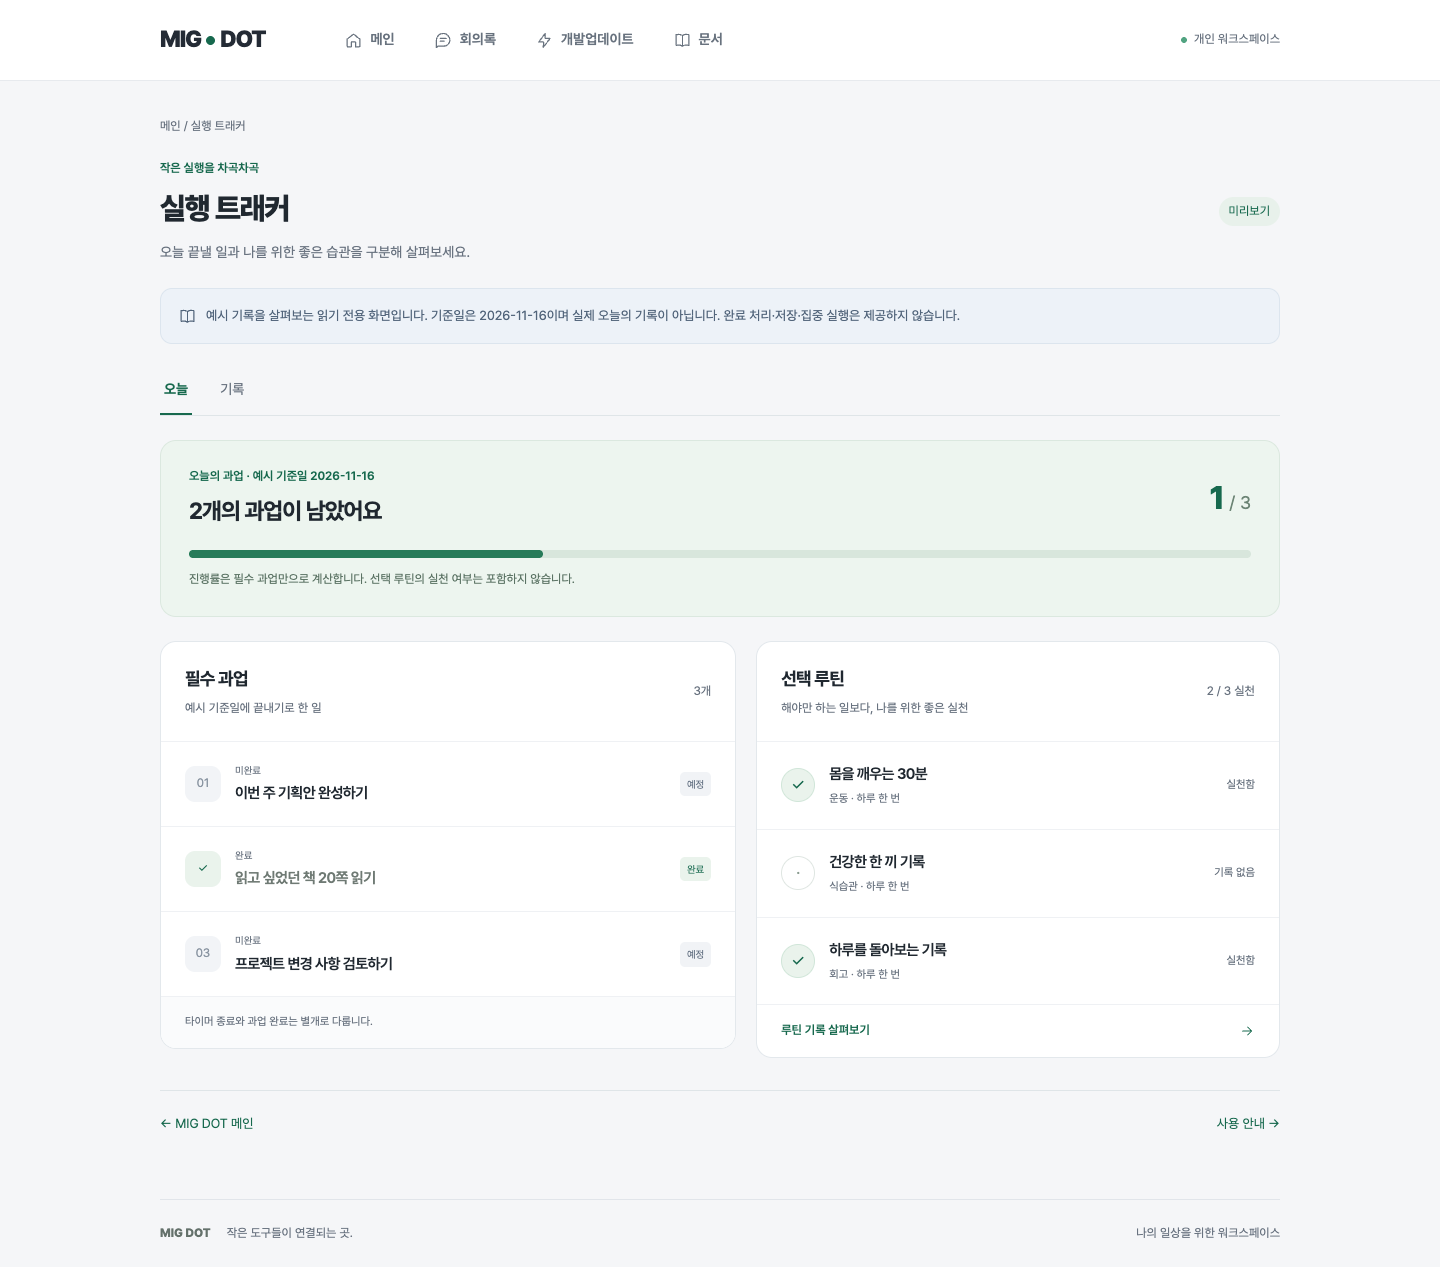 MIG DOT
메인
회의록
개발업데이트
문서
개인 워크스페이스
메인 / 실행 트래커
작은 실행을 차곡차곡
실행 트래커
미리보기
오늘 끝낼 일과 나를 위한 좋은 습관을 구분해 살펴보세요.
예시 기록을 살펴보는 읽기 전용 화면입니다. 기준일은 2026-11-16이며 실제 오늘의 기록이 아닙니다. 완료 처리·저장·집중 실행은 제공하지 않습니다.
오늘
기록
오늘의 과업 · 예시 기준일 2026-11-16
2개의 과업이 남았어요
1 / 3
진행률은 필수 과업만으로 계산합니다. 선택 루틴의 실천 여부는 포함하지 않습니다.
필수 과업
예시 기준일에 끝내기로 한 일
3개
01
미완료
이번 주 기획안 완성하기
예정
완료
읽고 싶었던 책 20쪽 읽기
완료
03
미완료
프로젝트 변경 사항 검토하기
예정
타이머 종료와 과업 완료는 별개로 다룹니다.
선택 루틴
해야만 하는 일보다, 나를 위한 좋은 실천
2 / 3 실천
몸을 깨우는 30분
운동 · 하루 한 번
실천함
건강한 한 끼 기록
식습관 · 하루 한 번
기록 없음
하루를 돌아보는 기록
회고 · 하루 한 번
실천함
루틴 기록 살펴보기 →
← MIG DOT 메인
사용 안내 →
MIG DOT
작은 도구들이 연결되는 곳.
나의 일상을 위한 워크스페이스